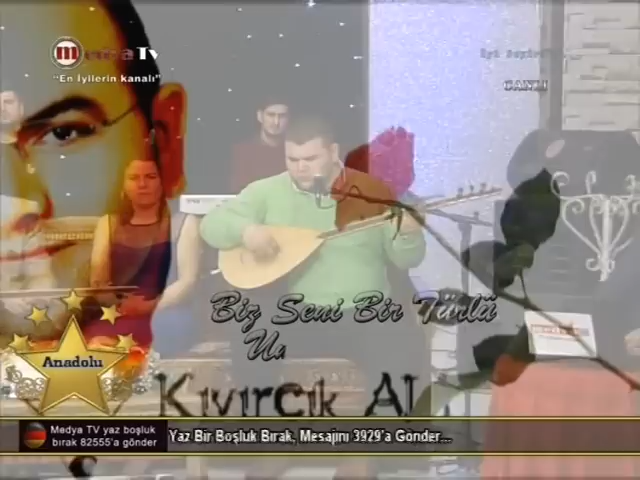 Medya Tv
"En İyilerin kanalı"
CANLI
Biz Seni Bir Türlü
Anadolu
Kıvırcık
Medya TV yaz boşluk
bırak 82555'a gönder
Yaz Bir Boşluk Bırak, Mesajını 3929'a Gönder...